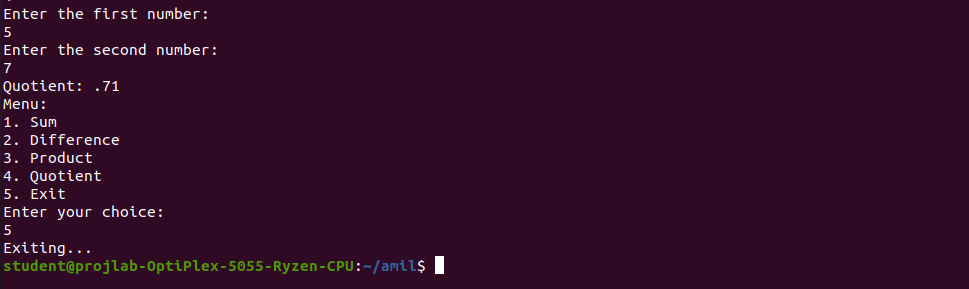 Enter the first number:
5
Enter the second number:
7
Quotient: .71
Menu:
1. Sum
2. Difference
3. Product
4. Quotient
5. Exit
Enter your choice:
5
Exiting...
student@projlab-OptiPlex-5055-Ryzen-CPU:~/amil$